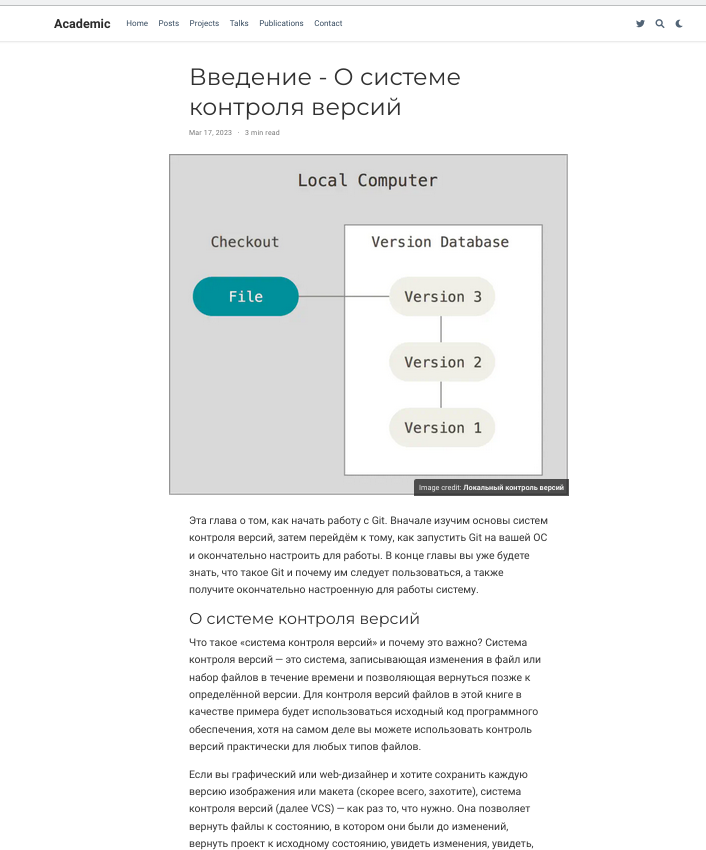 Academic Home Posts Projects Talks Publications Contact
Введение - О системе
контроля версий
Mar 17, 2023 · 3 min read
Local Computer
Checkout Version Database
File Version 3
Version 2
Version 1
Image credit: Локальный контроль версий
Эта глава о том, как начать работу с Git. Вначале изучим основы систем
контроля версий, затем перейдём к тому, как запустить Git на вашей ОС
и окончательно настроить для работы. В конце главы вы уже будете
знать, что такое Git и почему им следует пользоваться, а также
получите окончательно настроенную для работы систему.
О системе контроля версий
Что такое «система контроля версий» и почему это важно? Система
контроля версий — это система, записывающая изменения в файл или
набор файлов в течение времени и позволяющая вернуться позже к
определённой версии. Для контроля версий файлов в этой книге в
качестве примера будет использоваться исходный код программного
обеспечения, хотя на самом деле вы можете использовать контроль
версий практически для любых типов файлов.
Если вы графический или web-дизайнер и хотите сохранить каждую
версию изображения или макета (скорее всего, захотите), система
контроля версий (далее VCS) — как раз то, что нужно. Она позволяет
вернуть файлы к состоянию, в котором они были до изменений,
вернуть проект к исходному состоянию, увидеть изменения, увидеть,